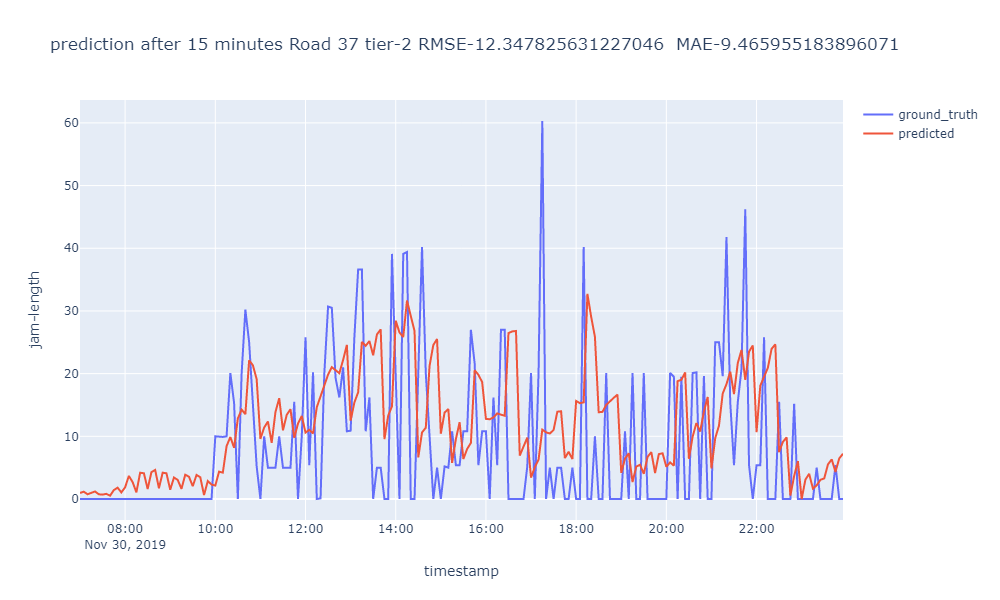 prediction after 15 minutes Road 37 tier-2 RMSE-12.347825631227046  MAE-9.465955183896071
ground_truth
predicted
60
50
40
30
20
10
0
jam-length
08:00 10:00 12:00 14:00 16:00 18:00 20:00 22:00
Nov 30, 2019
timestamp